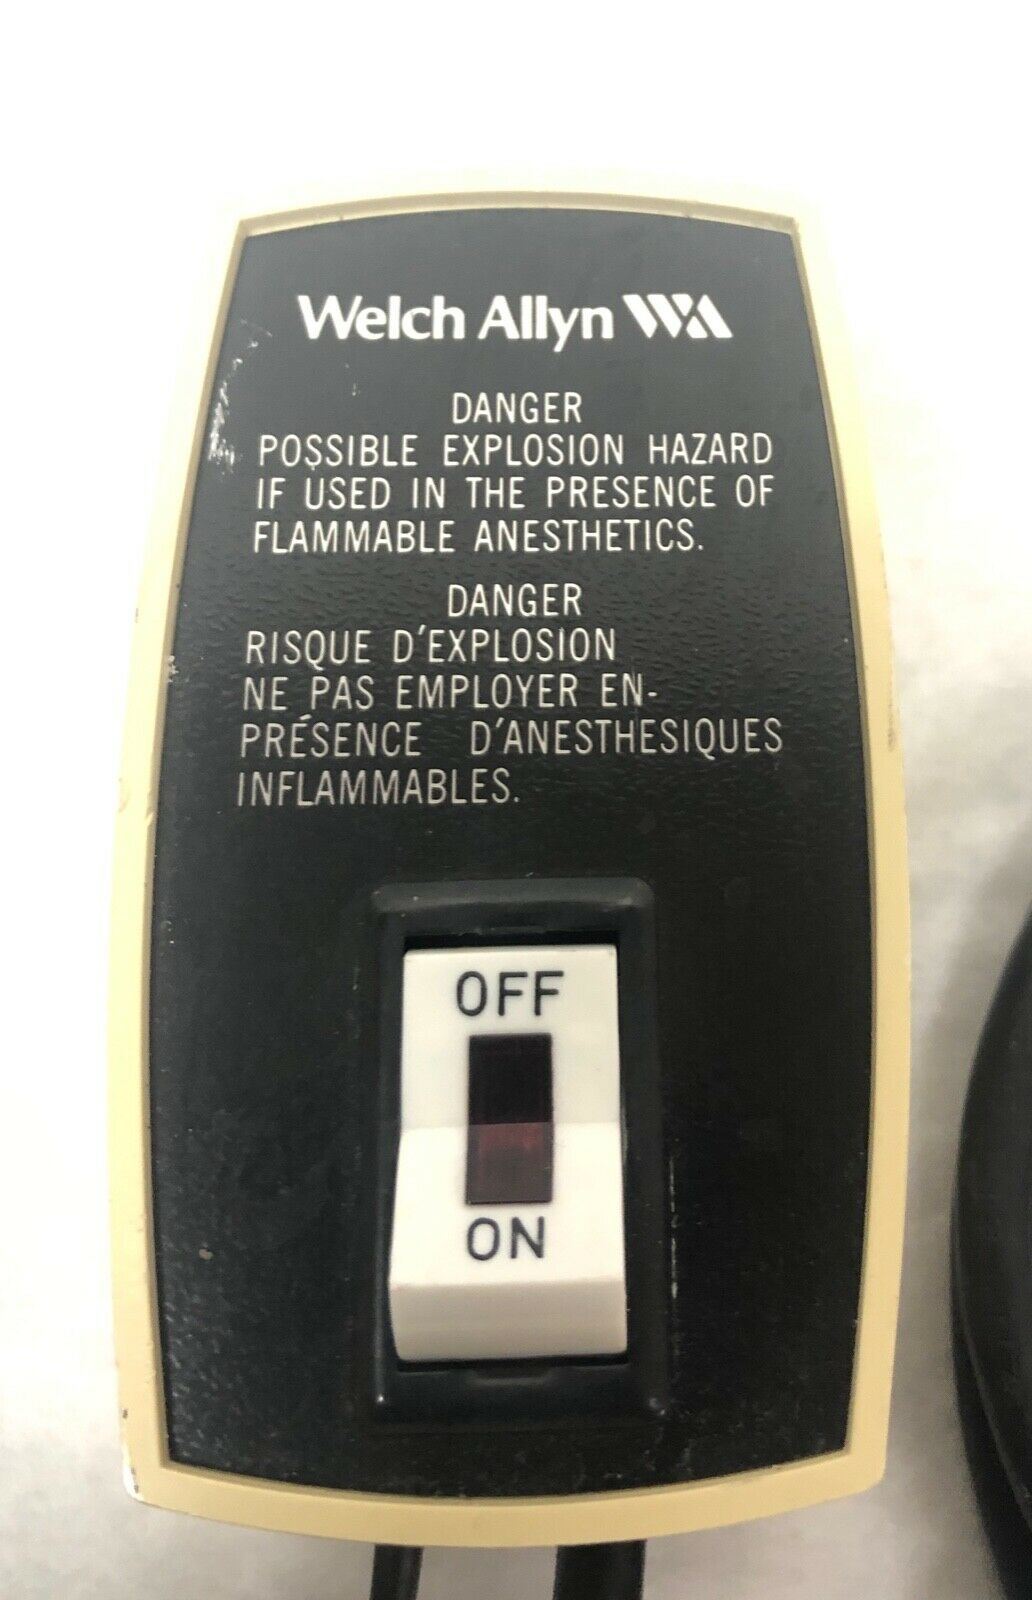 Welch Allyn WA
DANGER
POSSIBLE EXPLOSION HAZARD
IF USED IN THE PRESENCE OF
FLAMMABLE ANESTHETICS.
DANGER
RISQUE D'EXPLOSION
NE PAS EMPLOYER EN-
PRÉSENCE D'ANESTHESIQUES
INFLAMMABLES.
OFF
ON